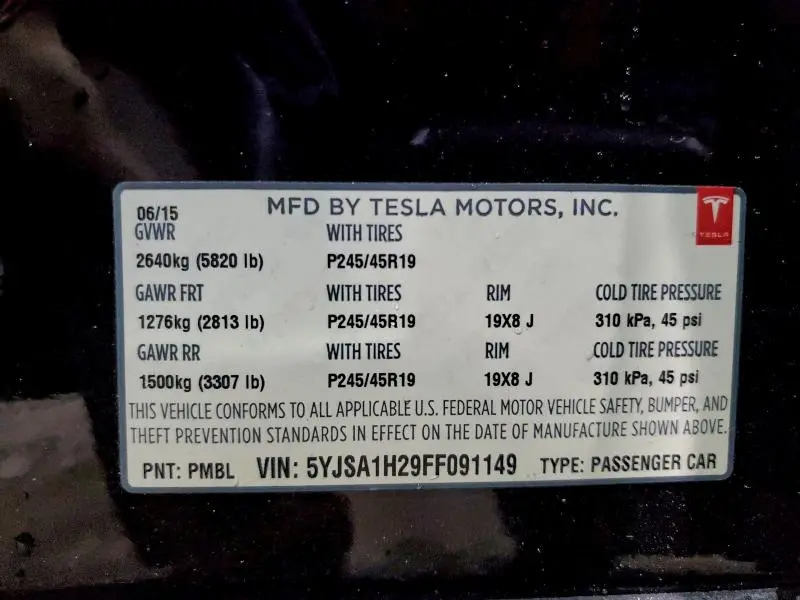 06/15 MFD BY TESLA MOTORS, INC.
TESLA
GVWR WITH TIRES
2640kg (5820 lb) P245/45R19
GAWR FRT WITH TIRES RIM COLD TIRE PRESSURE
1276kg (2813 lb) P245/45R19 19X8 J 310 kPa, 45 psi
GAWR RR WITH TIRES RIM COLD TIRE PRESSURE
1500kg (3307 lb) P245/45R19 19X8 J 310 kPa, 45 psi
THIS VEHICLE CONFORMS TO ALL APPLICABLE U.S. FEDERAL MOTOR VEHICLE SAFETY, BUMPER, AND
THEFT PREVENTION STANDARDS IN EFFECT ON THE DATE OF MANUFACTURE SHOWN ABOVE.
PNT: PMBL VIN: 5YJSA1H29FF091149 TYPE: PASSENGER CAR